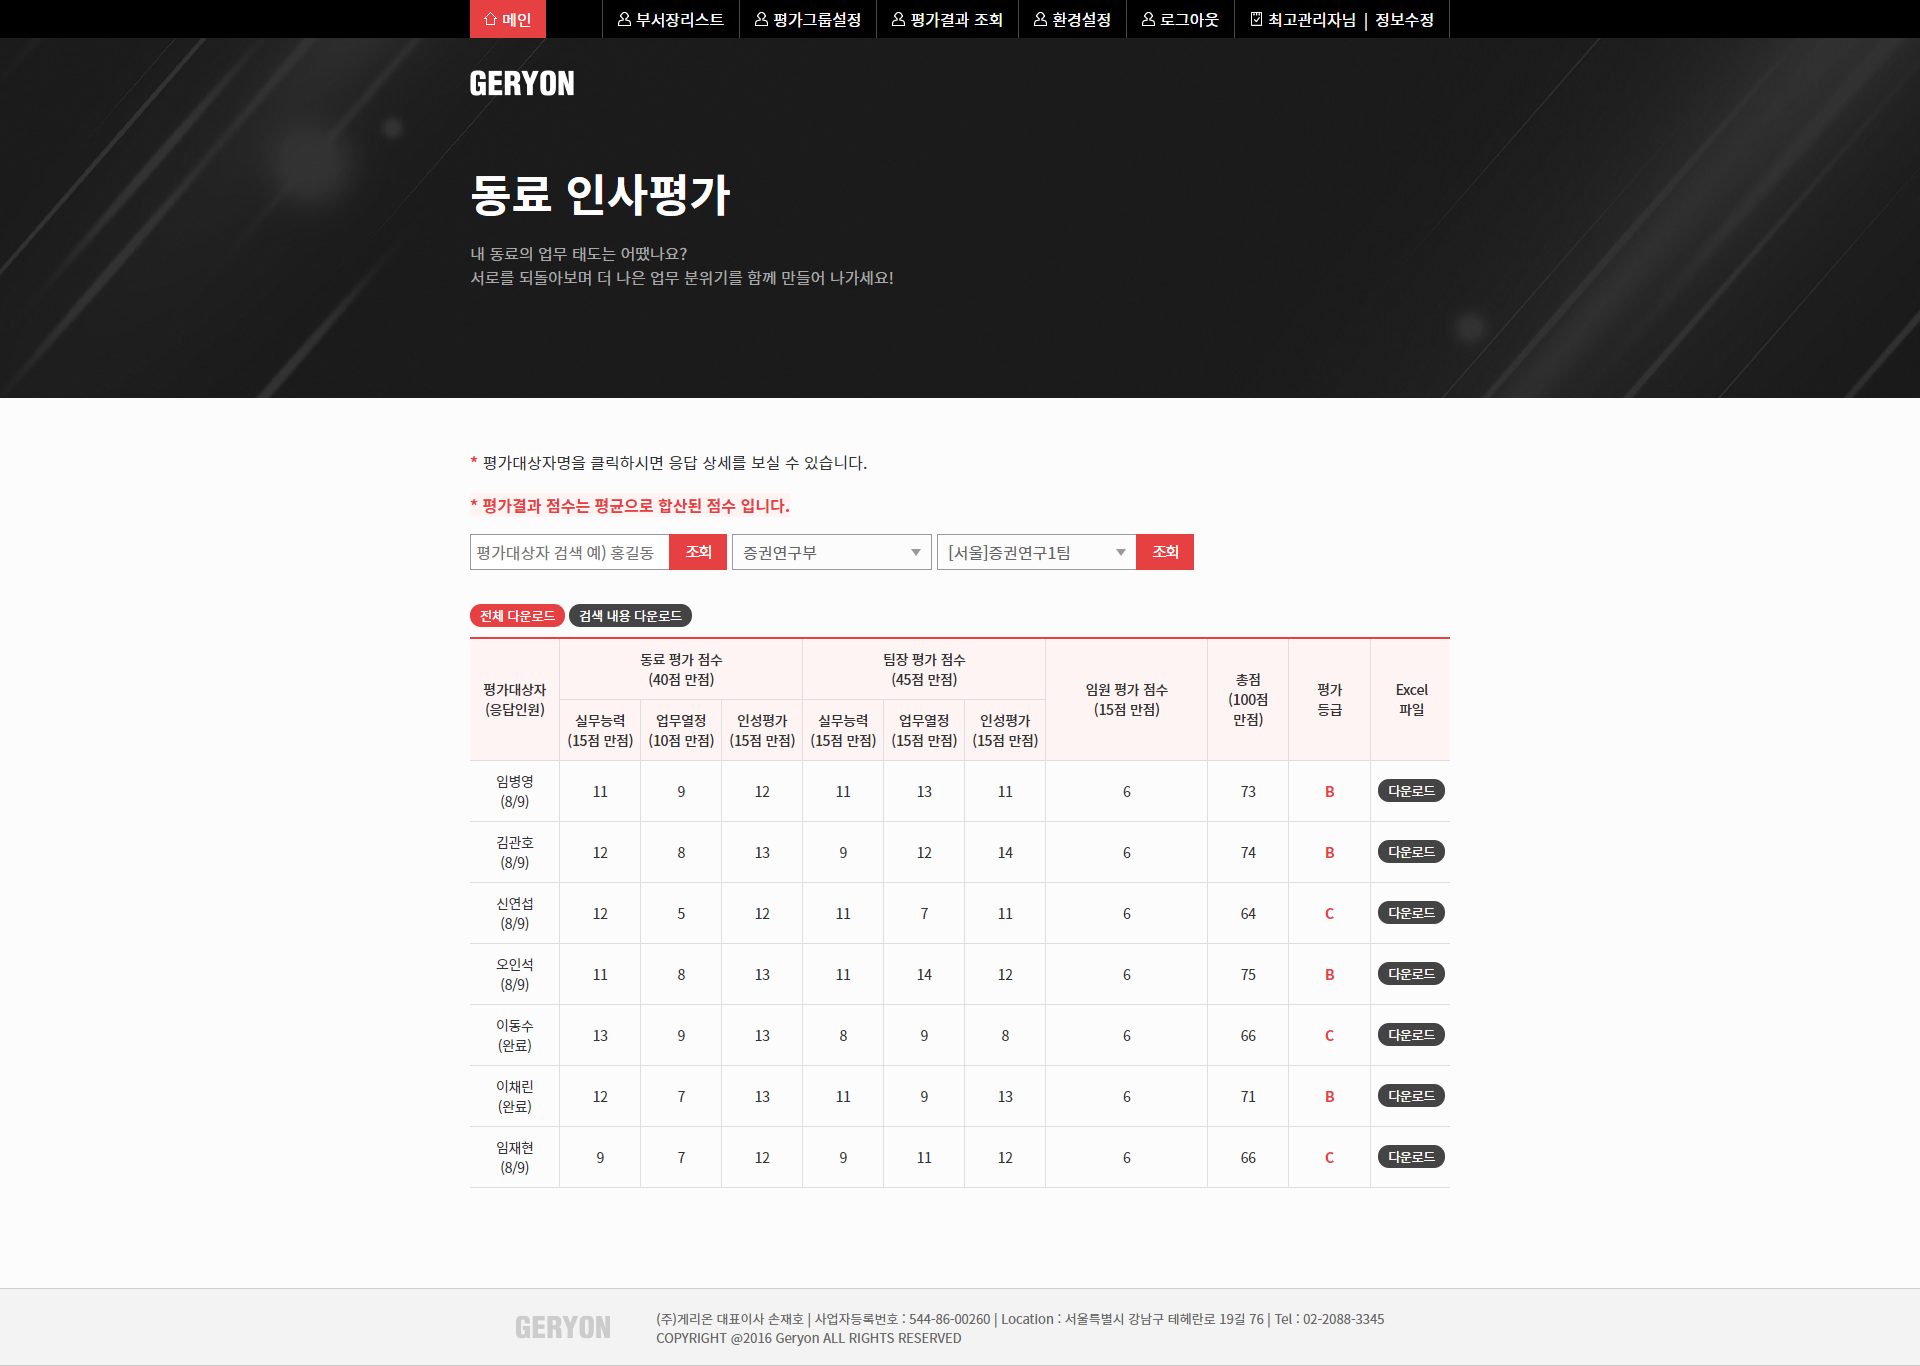 메인
부서장리스트
평가그룹설정
평가결과 조회
환경설정
로그아웃
최고관리자님 | 정보수정
GERYON
동료 인사평가
내 동료의 업무 태도는 어땠나요?
서로를 되돌아보며 더 나은 업무 분위기를 함께 만들어 나가세요!
* 평가대상자명을 클릭하시면 응답 상세를 보실 수 있습니다.
* 평가결과 점수는 평균으로 합산된 점수 입니다.
평가대상자 검색 예) 홍길동 조회 증권연구부 [서울]증권연구1팀 조회
전체 다운로드 검색 내용 다운로드
평가대상자
(응답인원)
동료 평가 점수
(40점 만점)
팀장 평가 점수
(45점 만점)
임원 평가 점수
(15점 만점)
총점
(100점
만점)
평가
등급
Excel
파일
실무능력
(15점 만점)
업무열정
(10점 만점)
인성평가
(15점 만점)
실무능력
(15점 만점)
업무열정
(15점 만점)
인성평가
(15점 만점)
임병영
(8/9)
11 9 12 11 13 11 6 73 B 다운로드
김관호
(8/9)
12 8 13 9 12 14 6 74 B 다운로드
신연섭
(8/9)
12 5 12 11 7 11 6 64 C 다운로드
오인석
(8/9)
11 8 13 11 14 12 6 75 B 다운로드
이동수
(완료)
13 9 13 8 9 8 6 66 C 다운로드
이채린
(완료)
12 7 13 11 9 13 6 71 B 다운로드
임재현
(8/9)
9 7 12 9 11 12 6 66 C 다운로드
GERYON
(주)게리온 대표이사 손재호 | 사업자등록번호 : 544-86-00260 | Location : 서울특별시 강남구 테헤란로 19길 76 | Tel : 02-2088-3345
COPYRIGHT @2016 Geryon ALL RIGHTS RESERVED